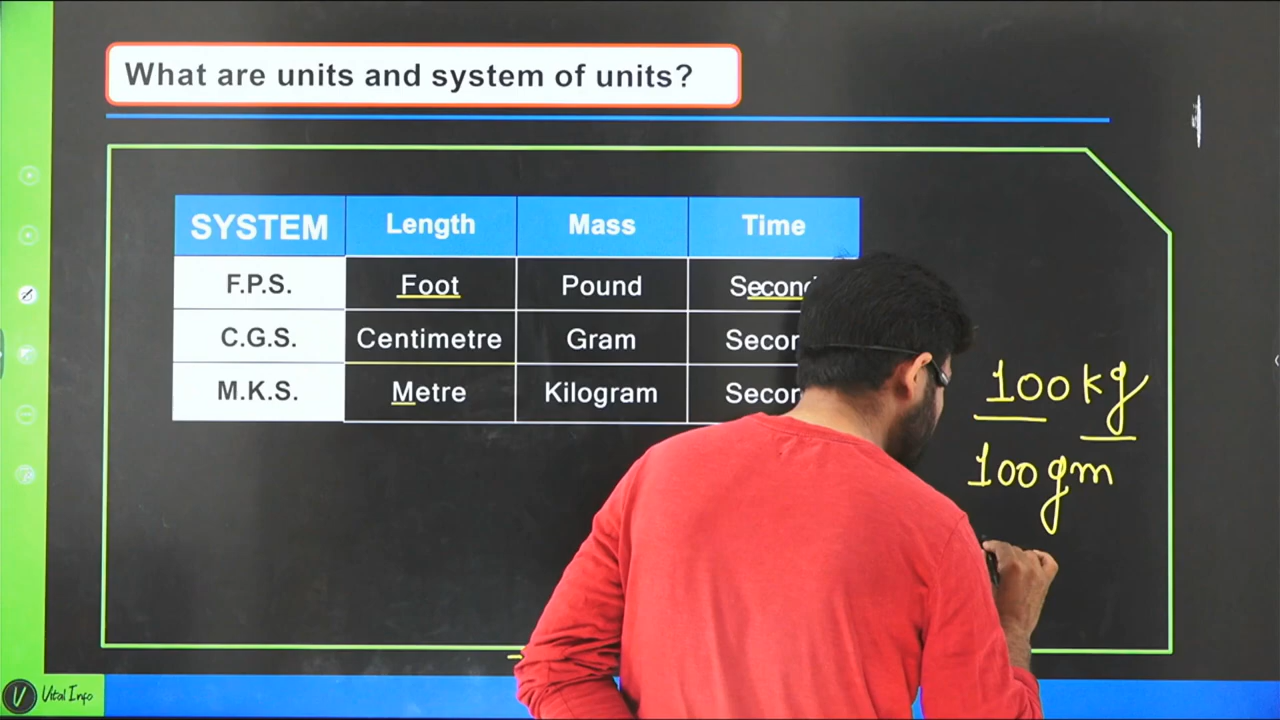 What are units and system of units?
SYSTEM Length Mass Time
F.P.S. Foot Pound Second
C.G.S. Centimetre Gram
M.K.S. Metre Kilogram
100 kg
100 gm
V Vital Info